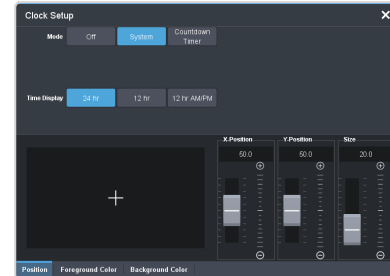 Clock Setup
Mode Off System Countdown Timer
Time Display 24 hr 12 hr 12 hr AM/PM
X-Position Y-Position Size
50.0 50.0 20.0
Position Foreground Color Background Color